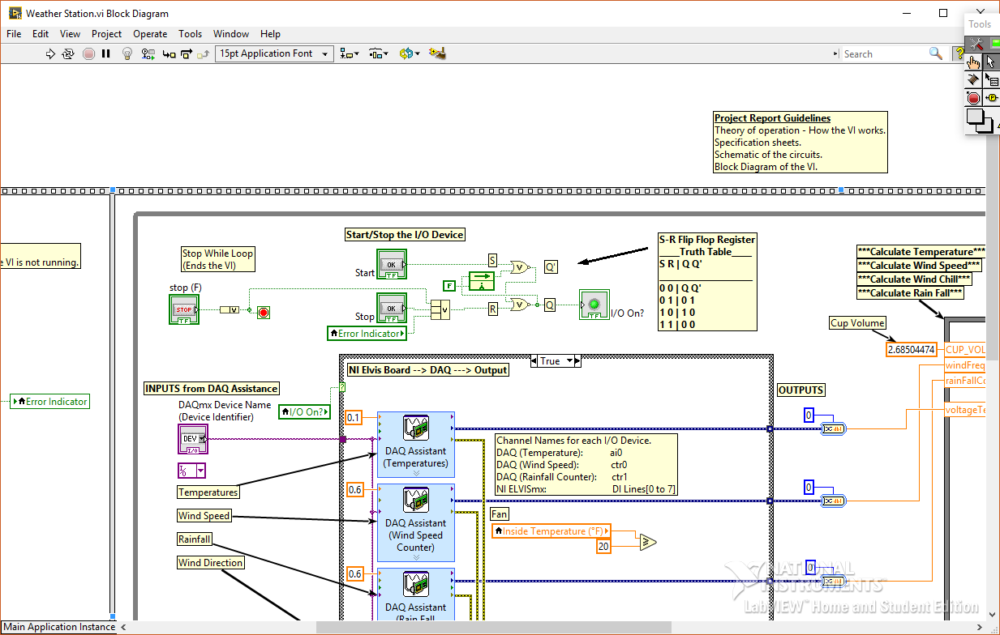 Weather Station.vi Block Diagram
File Edit View Project Operate Tools Window Help
15pt Application Font
Search
Tools
Project Report Guidelines
Theory of operation - How the VI works.
Specification sheets.
Schematic of the circuits.
Block Diagram of the VI.
e VI is not running.
Error Indicator
Stop While Loop
(Ends the VI)
stop (F)
STOP
TF
Start/Stop the I/O Device
Start
OK
TF
Stop
OK
TF
Error Indicator
F
S
R
V
V
V
V
Q'
Q
TF
I/O On?
S-R Flip Flop Register
____Truth Table____
S R | Q Q'
0 0 | Q Q'
0 1 | 0 1
1 0 | 1 0
1 1 | 0 0
***Calculate Temperature***
***Calculate Wind Speed***
***Calculate Wind Chill***
***Calculate Rain Fall***
Cup Volume
2.68504474
CUP_VOL
windFreq
rainFallCo
voltageTe
True
NI Elvis Board --> DAQ ---> Output
INPUTS from DAQ Assistance
DAQmx Device Name
(Device Identifier)
I/O On?
?
DEV
I/O
I/O
Temperatures
Wind Speed
Rainfall
Wind Direction
0.1
DAQ Assistant
(Temperatures)
0.6
DAQ Assistant
(Wind Speed
Counter)
0.6
DAQ Assistant
(Rain Fall
Channel Names for each I/O Device.
DAQ (Temperature): ai0
DAQ (Wind Speed): ctr0
DAQ (Rainfall Counter): ctr1
NI ELVISmx: DI Lines[0 to 7]
Fan
Inside Temperature (°F)
20
≥
OUTPUTS
0
dbl
0
dbl
0
dbl
NATIONAL
INSTRUMENTS
LabVIEW™ Home and Student Edition
Main Application Instance